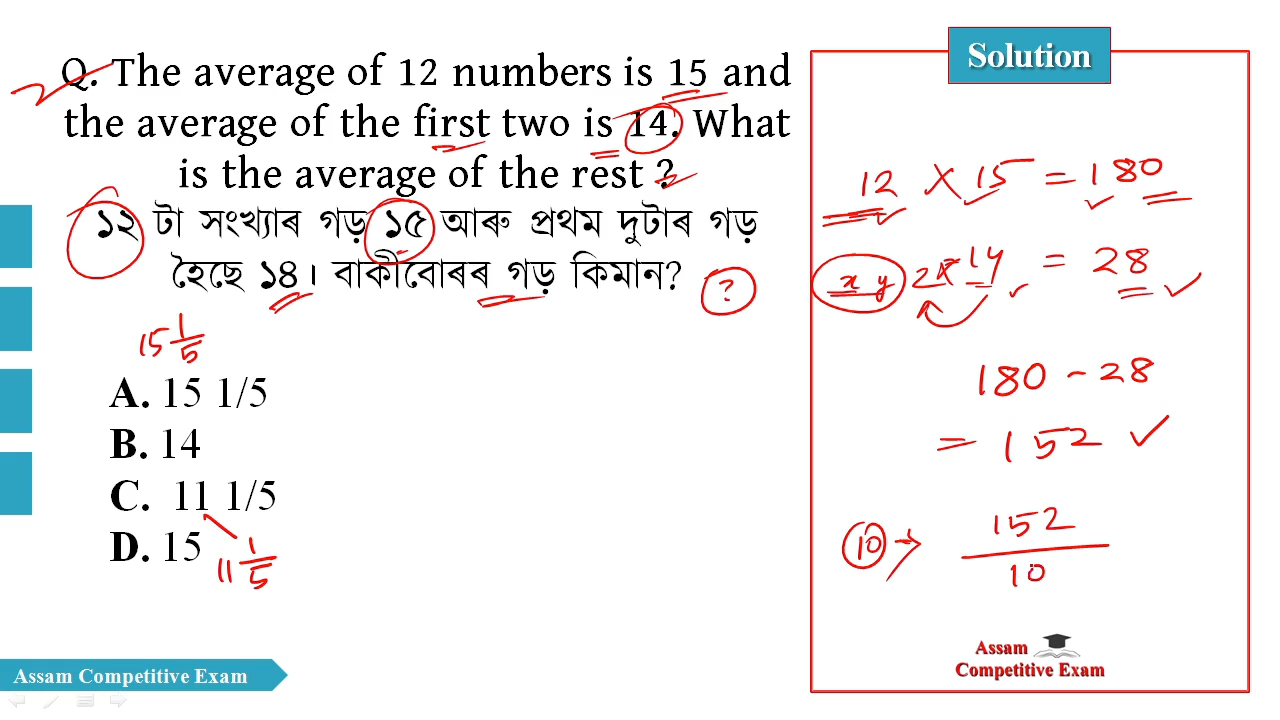 Q. The average of 12 numbers is 15 and
the average of the first two is 14. What
is the average of the rest ?
১২ টা সংখ্যাৰ গড় ১৫ আৰু প্ৰথম দুটাৰ গড়
হৈছে ১৪। বাকীবোৰৰ গড় কিমান?
?
15 1/5
A. 15 1/5
B. 14
C. 11 1/5
D. 15
11 1/5
Assam Competitive Exam
Solution
12 × 15 = 180
x y 2×14 = 28
180 - 28
= 152
10 → 152/10
Assam
Competitive Exam